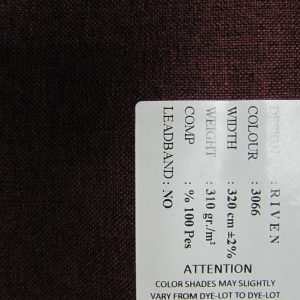 DESIGN : RIVEN
COLOUR : 3066
WIDTH : 320 cm ±2%
WEIGHT : 310 gr./m²
COMP : % 100 Pes
LEADBAND : NO
ATTENTION
COLOR SHADES MAY SLIGHTLY
VARY FROM DYE-LOT TO DYE-LOT